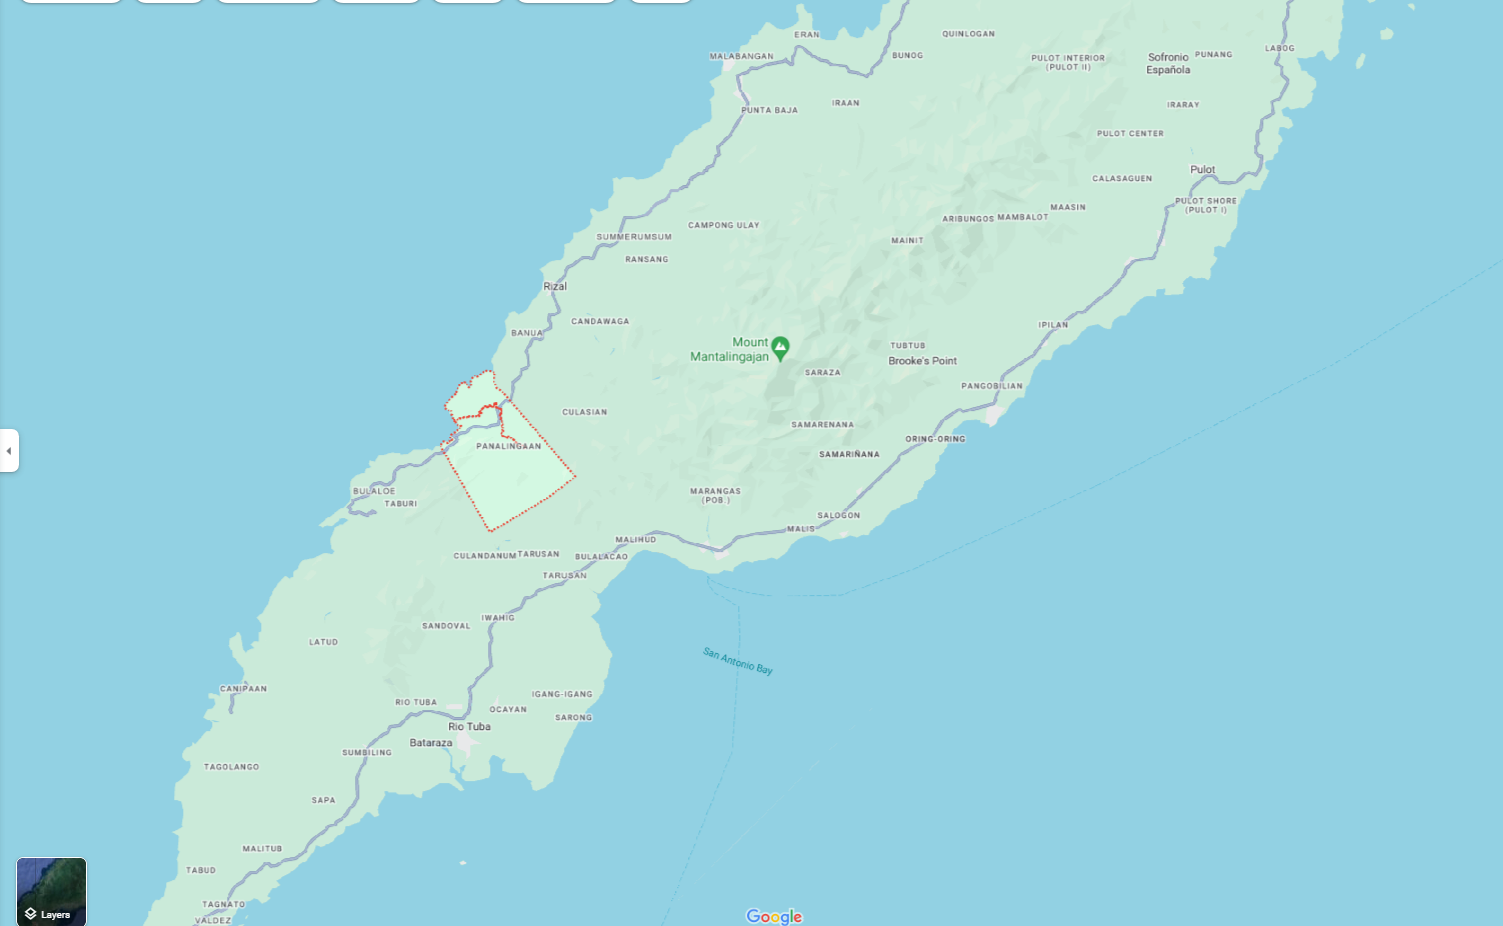 ERAN
QUINLOGAN
MALABANGAN
BUNOG
PULOT INTERIOR
(PULOT II)
Sofronio
Española
PUNANG
LABOG
PUNTA BAJA
IRAAN
IRARAY
PULOT CENTER
Pulot
CALASAGUEN
PULOT SHORE
(PULOT I)
MAASIN
ARIBUNGOS
MAMBALOT
CAMPONG ULAY
SUMMERUMSUM
MAINIT
RANSANG
Rizal
CANDAWAGA
BANUA
IPILAN
Mount
Mantalingajan
TUBTUB
Brooke's Point
SARAZA
PANGOBILIAN
CULASIAN
SAMARENANA
ORING-ORING
PANALINGAAN
SAMARIÑANA
BULALOE
TABURI
MARANGAS
(POB.)
SALOGON
MALIS
MALIHUD
CULANDANUM
TARUSAN
BULALACAO
TARUSAN
IWAHIG
SANDOVAL
LATUD
San Antonio Bay
CANIPAAN
IGANG-IGANG
RIO TUBA
OCAYAN
SARONG
Rio Tuba
Bataraza
SUMBILING
TAGOLANGO
SAPA
MALITUB
TABUD
TAGNATO
VALDEZ
Layers
Google